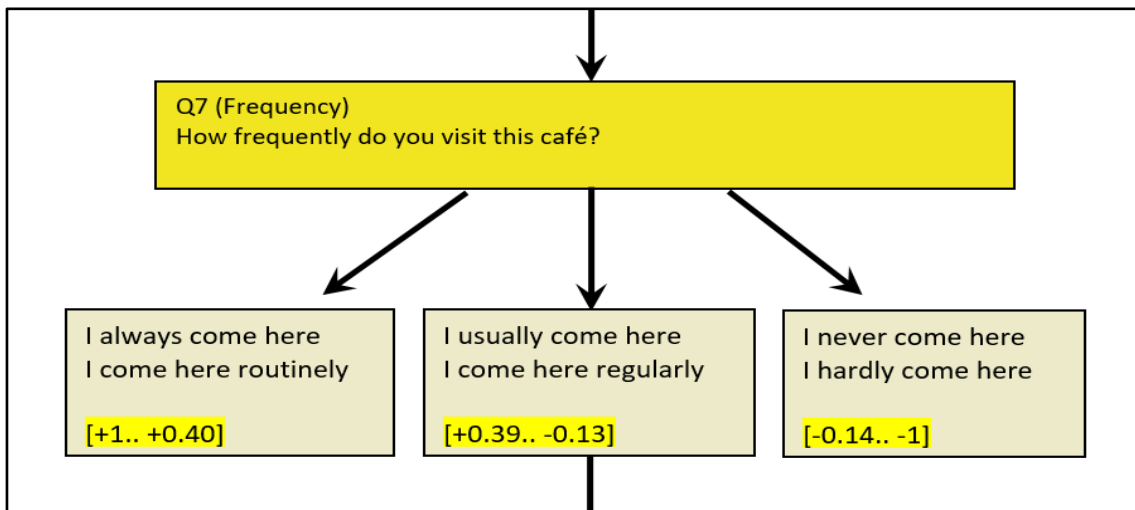 Q7 (Frequency)
How frequently do you visit this café?
I always come here
I come here routinely
[+1.. +0.40]
I usually come here
I come here regularly
[+0.39.. -0.13]
I never come here
I hardly come here
[-0.14.. -1]